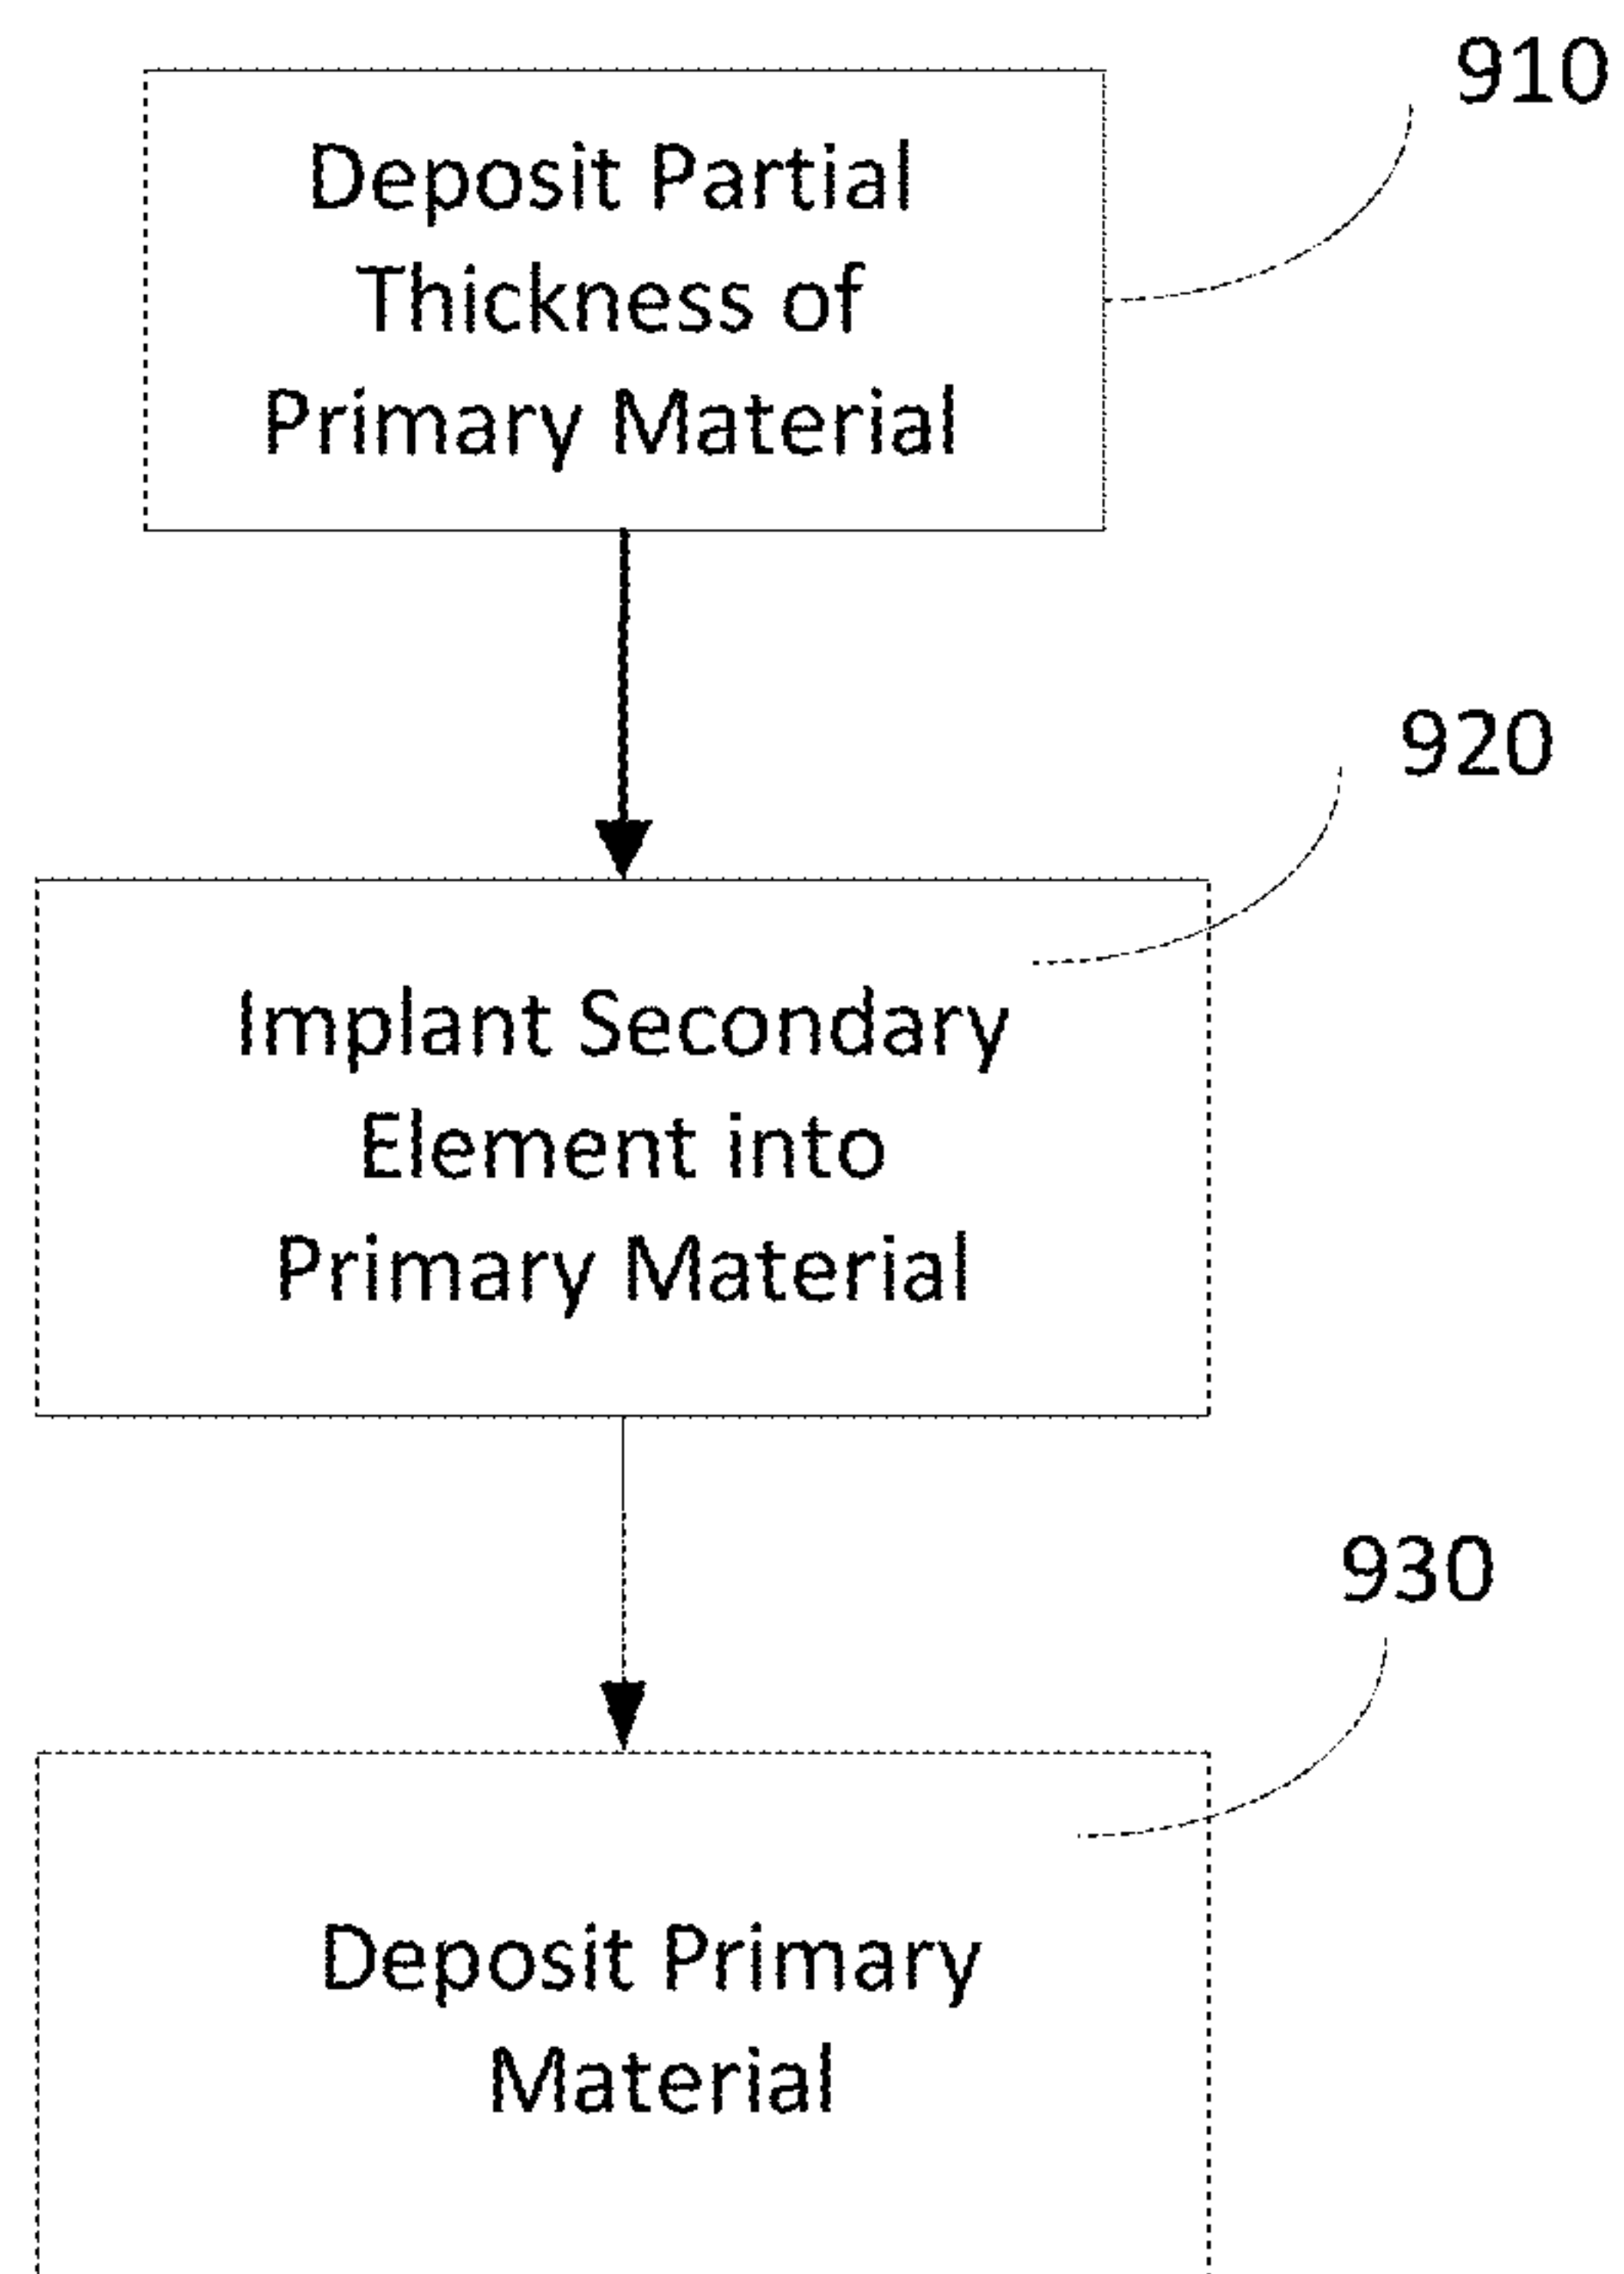 910
Deposit Partial
Thickness of
Primary Material
920
Implant Secondary
Element into
Primary Material
930
Deposit Primary
Material